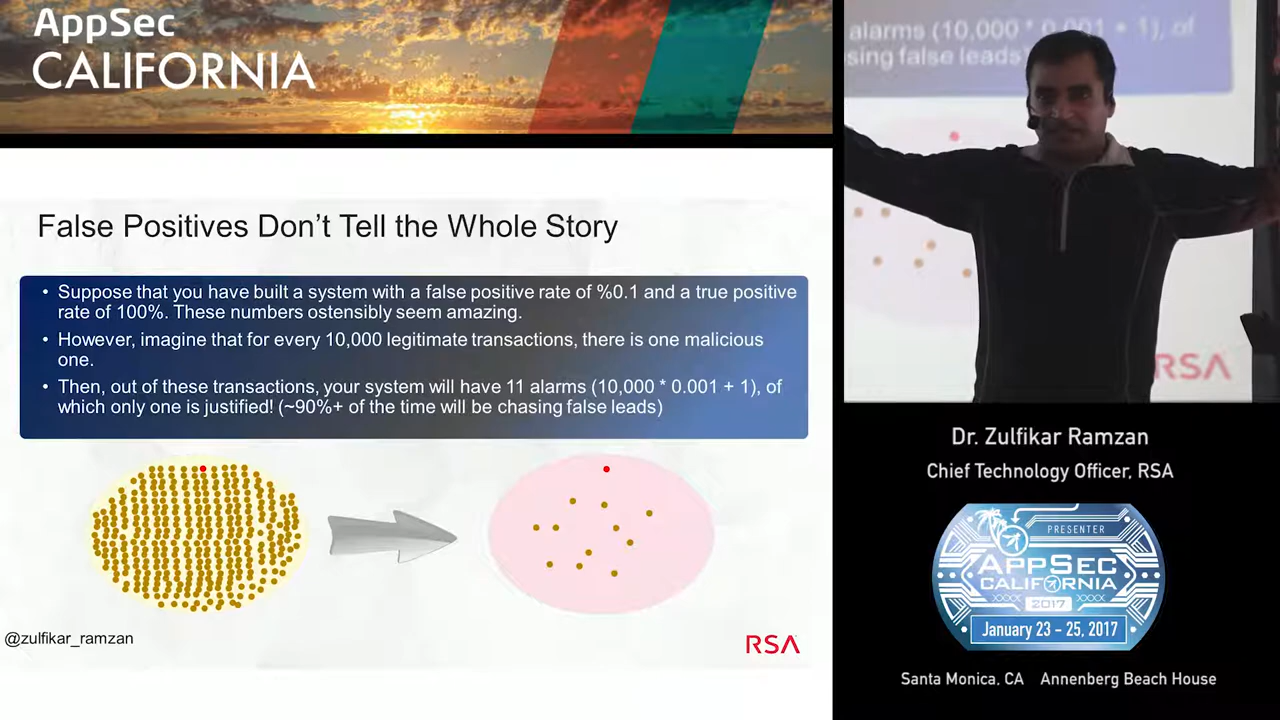 AppSec
CALIFORNIA
False Positives Don't Tell the Whole Story
• Suppose that you have built a system with a false positive rate of %0.1 and a true positive
rate of 100%. These numbers ostensibly seem amazing.
• However, imagine that for every 10,000 legitimate transactions, there is one malicious
one.
• Then, out of these transactions, your system will have 11 alarms (10,000 * 0.001 + 1), of
which only one is justified! (~90%+ of the time will be chasing false leads)
@zulfikar_ramzan
RSA
alarms (10,000 * 0.001 + 1), of
sing false leads)
RSA
Dr. Zulfikar Ramzan
Chief Technology Officer, RSA
PRESENTER
APPSEC
CALIFORNIA
2017
January 23 - 25, 2017
Santa Monica, CA Annenberg Beach House